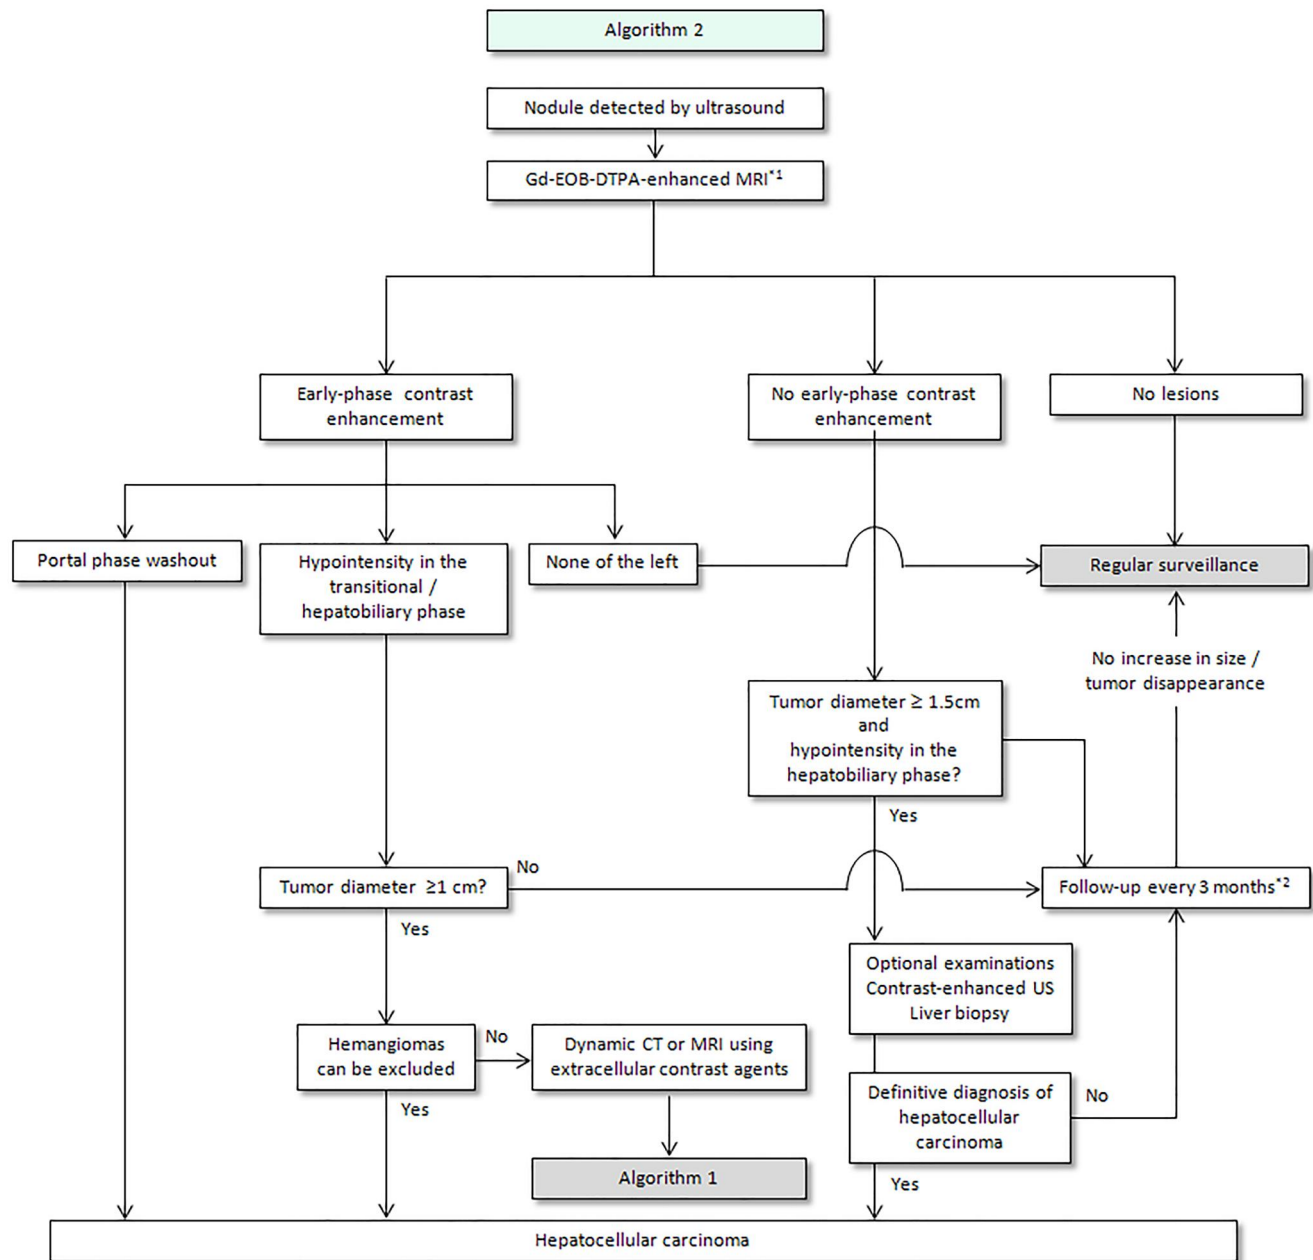 Algorithm 2
Nodule detected by ultrasound
Gd-EOB-DTPA-enhanced MRI*1
Early-phase contrast
enhancement
No early-phase contrast
enhancement
No lesions
Portal phase washout
Hypointensity in the
transitional /
hepatobiliary phase
None of the left
Regular surveillance
No increase in size /
tumor disappearance
Tumor diameter ≥ 1.5cm
and
hypointensity in the
hepatobiliary phase?
Yes
Tumor diameter ≥1 cm?
No
Follow-up every 3 months*2
Yes
Optional examinations
Contrast-enhanced US
Liver biopsy
Hemangiomas
can be excluded
No
Dynamic CT or MRI using
extracellular contrast agents
Definitive diagnosis of
hepatocellular
carcinoma
No
Yes
Algorithm 1
Yes
Hepatocellular carcinoma